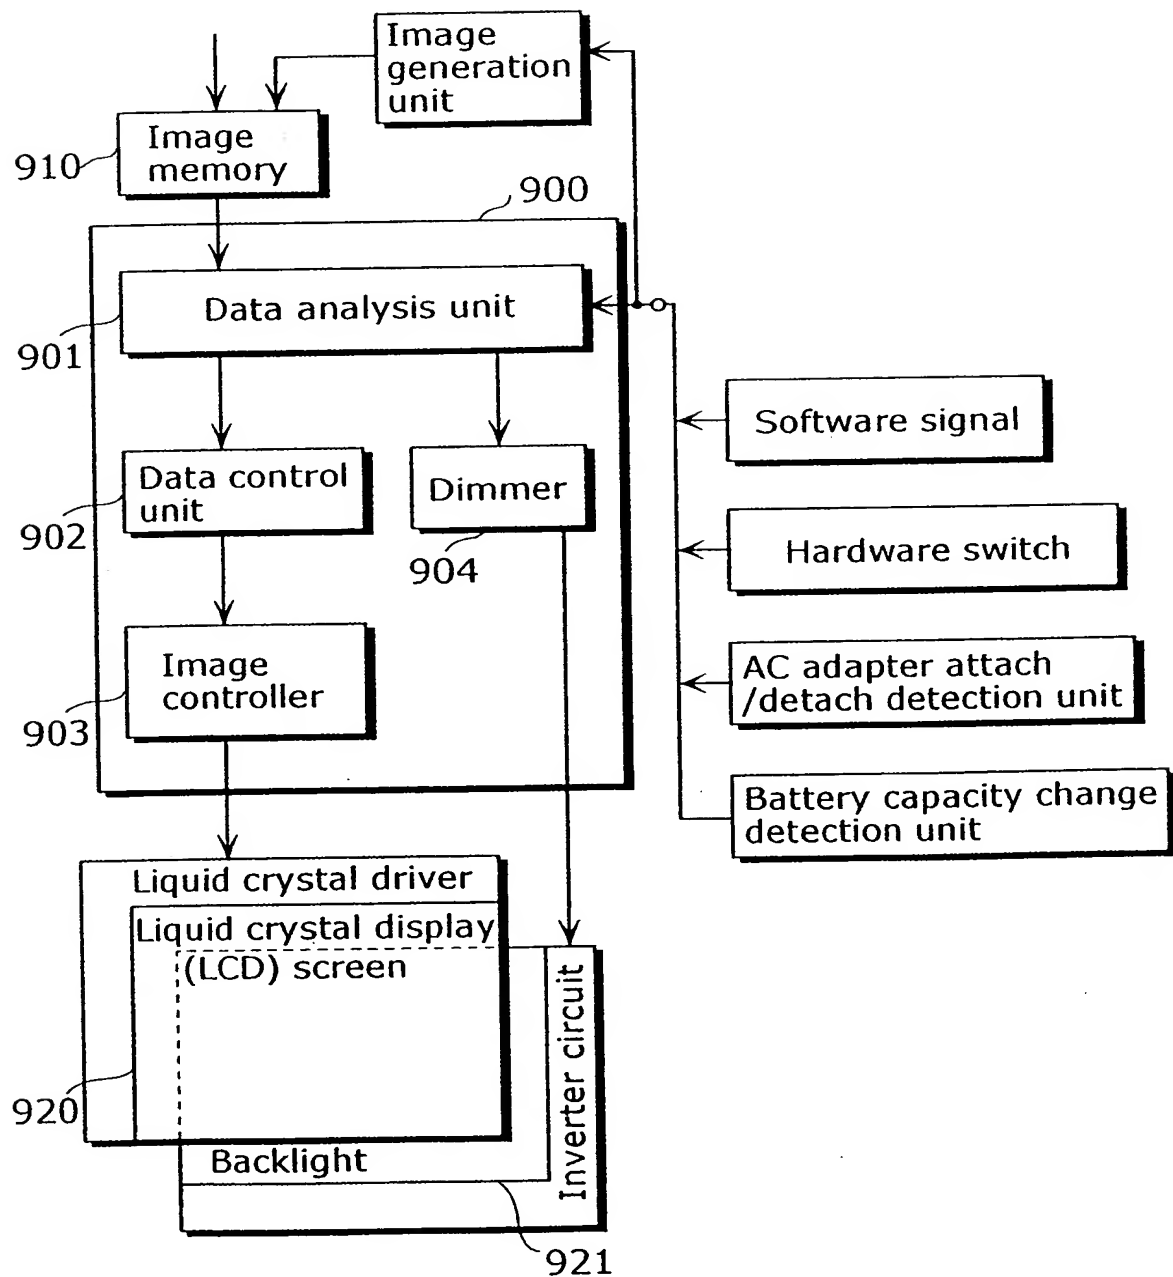 Image
generation
unit
Image
memory
910
900
Data analysis unit
901
Software signal
Data control
unit
902
Dimmer
904
Hardware switch
Image
controller
903
AC adapter attach
/detach detection unit
Battery capacity change
detection unit
Liquid crystal driver
Liquid crystal display
(LCD) screen
920
Inverter circuit
Backlight
921